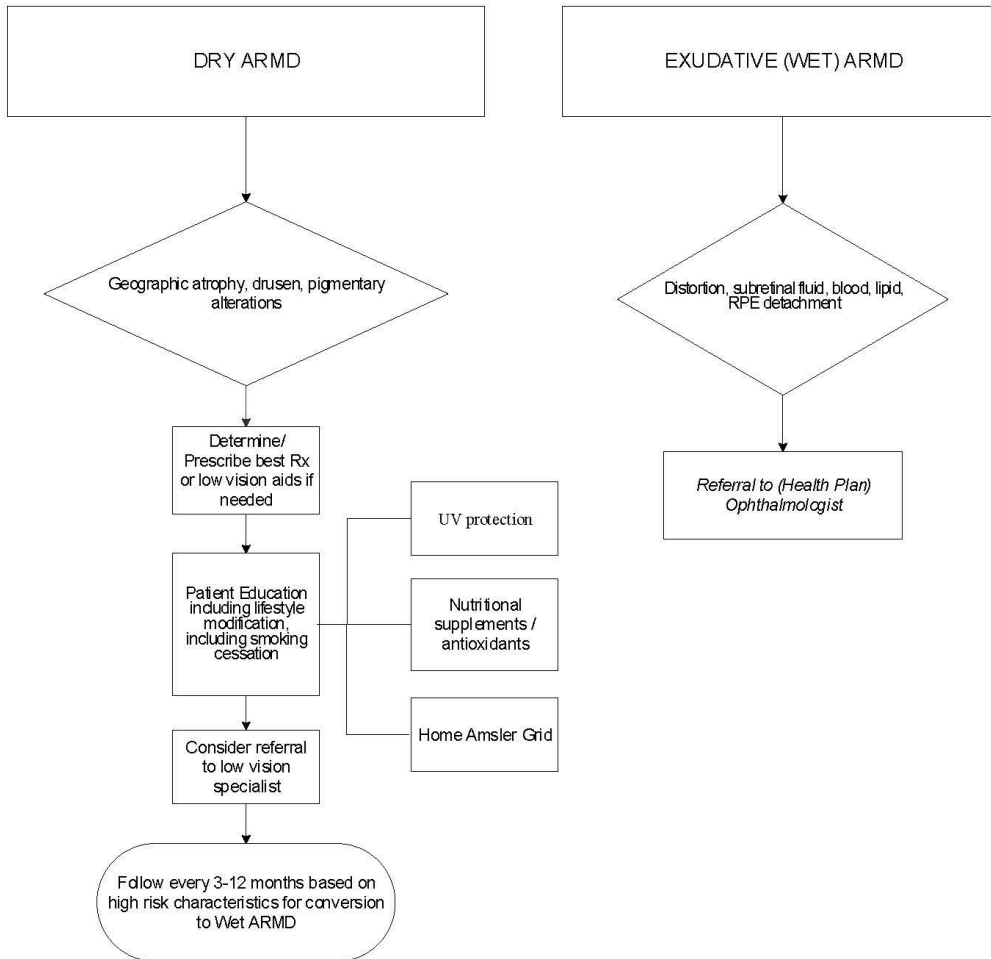 DRY ARMD
EXUDATIVE (WET) ARMD
Geographic atrophy, drusen, pigmentary
alterations
Distortion, subretinal fluid, blood, lipid,
RPE detachment
Determine/
Prescribe best Rx
or low vision aids if
needed
Referral to (Health Plan)
Ophthalmologist
UV protection
Patient Education
including lifestyle
modification,
including smoking
cessation
Nutritional
supplements /
antioxidants
Home Amsler Grid
Consider referral
to low vision
specialist
Follow every 3-12 months based on
high risk characteristics for conversion
to Wet ARMD